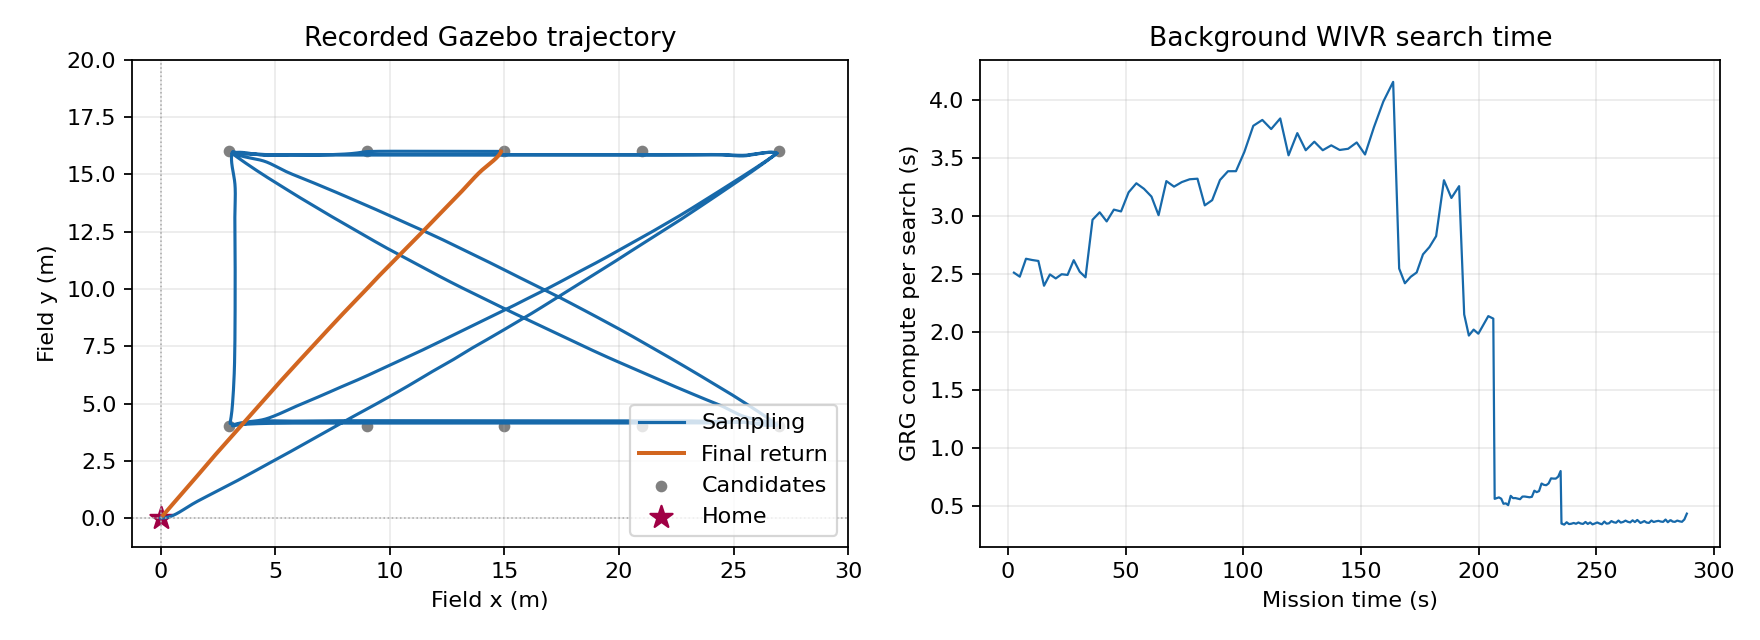 Recorded Gazebo trajectory
20.0
17.5
15.0
12.5
10.0
7.5
5.0
2.5
0.0
Field y (m)
0 5 10 15 20 25 30
Field x (m)
Sampling
Final return
Candidates
Home
Background WIVR search time
4.0
3.5
3.0
2.5
2.0
1.5
1.0
0.5
GRG compute per search (s)
0 50 100 150 200 250 300
Mission time (s)